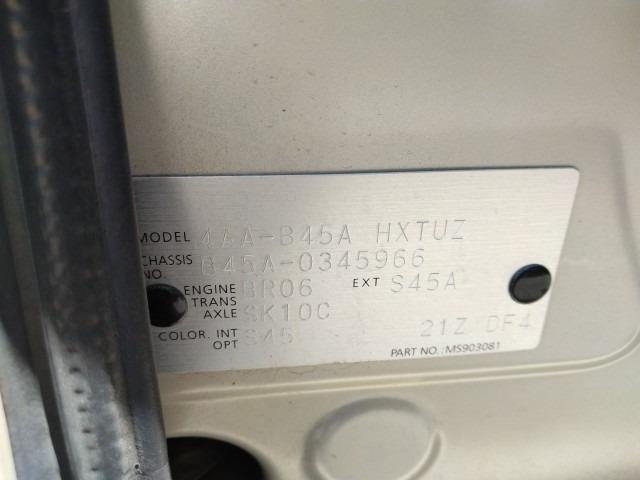 MODEL 4AA-B45A HXTUZ
CHASSIS NO. B45A-0345966
ENGINE BR06 EXT S45A
TRANS AXLE SK10C
COLOR. INT S45
OPT 21Z DF4
PART NO.: MS903081